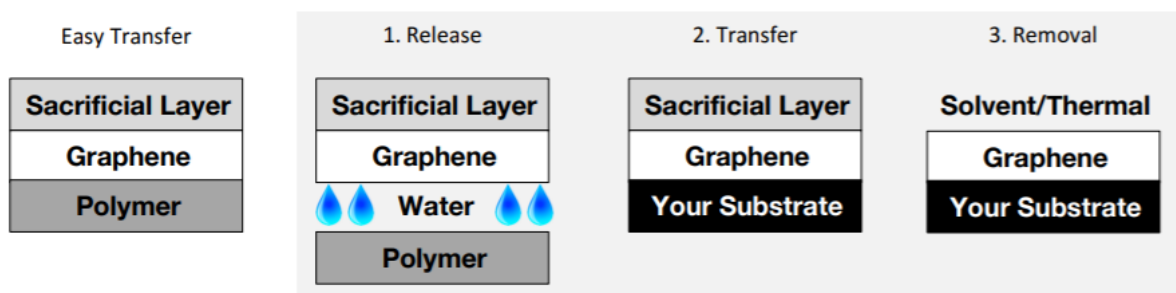 Easy Transfer
Sacrificial Layer
Graphene
Polymer
1. Release
Sacrificial Layer
Graphene
Water
Polymer
2. Transfer
Sacrificial Layer
Graphene
Your Substrate
3. Removal
Solvent/Thermal
Graphene
Your Substrate